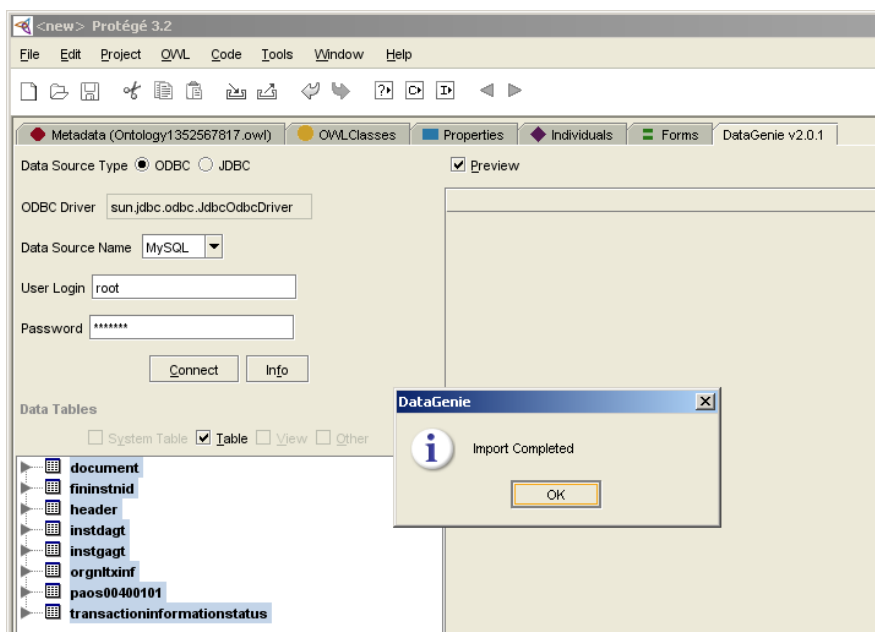 <new> Protégé 3.2
File Edit Project OWL Code Tools Window Help
Metadata (Ontology1352567817.owl) OWLClasses Properties Individuals Forms DataGenie v2.0.1
Data Source Type ODBC JDBC
Preview
ODBC Driver sun.jdbc.odbc.JdbcOdbcDriver
Data Source Name MySQL
User Login root
Password *******
Connect Info
Data Tables
System Table Table View Other
document
fininstnid
header
instdagt
instgagt
orgnltxinf
paos00400101
transactioninformationstatus
DataGenie
Import Completed
OK